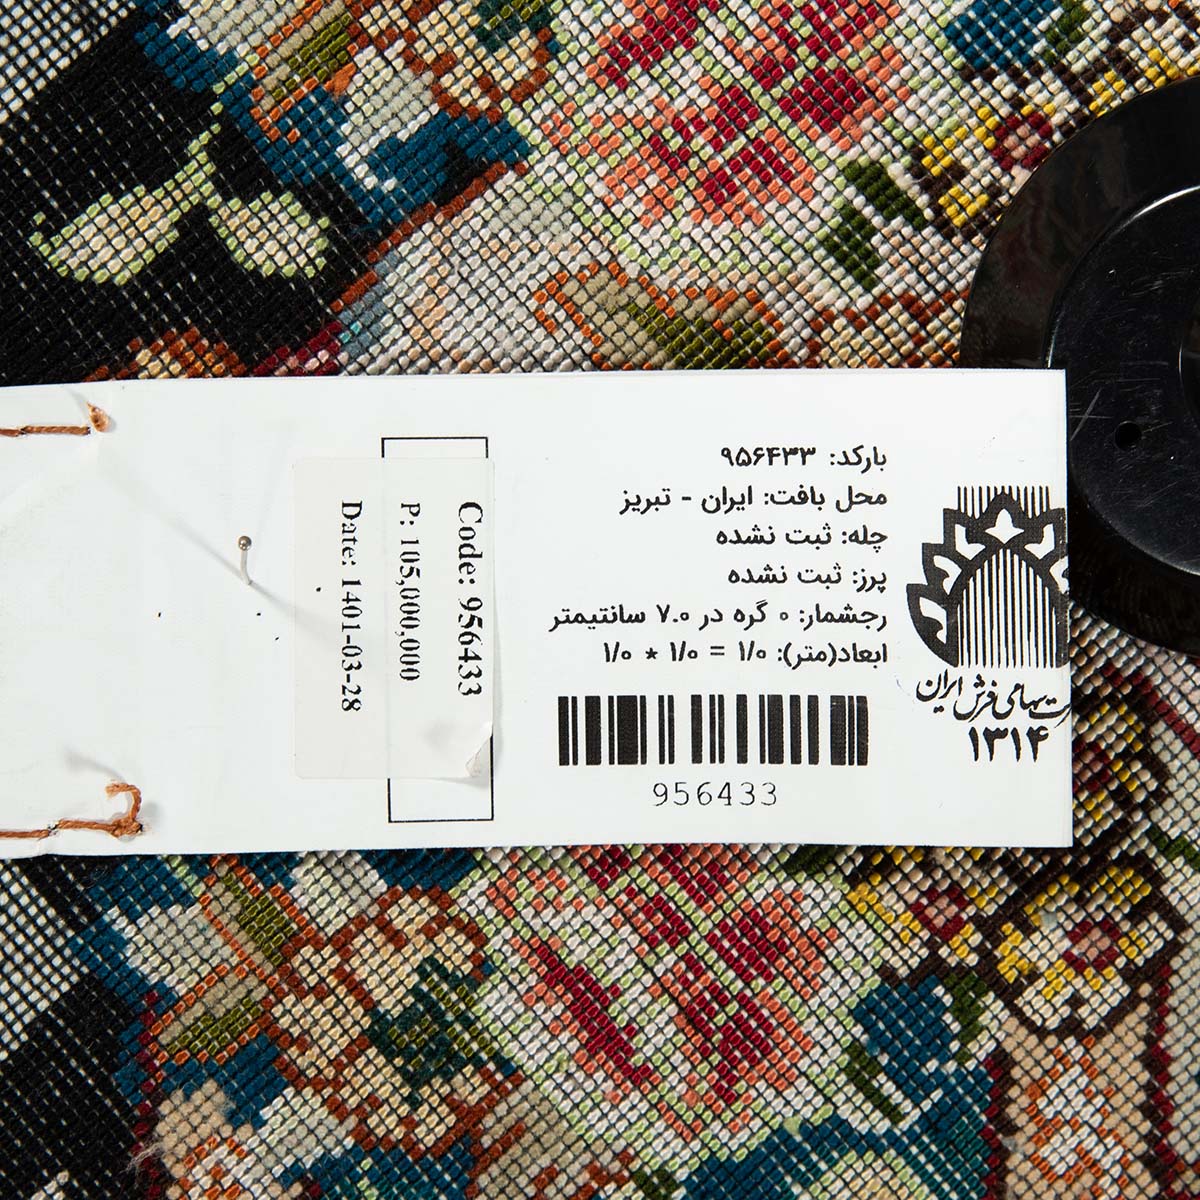 بارکد: ۹۵۶۴۳۳
محل بافت: ایران - تبریز
چله: ثبت نشده
پرز: ثبت نشده
رجشمار: ۰ گره در ۷.۰ سانتیمتر
ابعاد(متر): ۱/۰ * ۱/۰ = ۱/۰
956433
سهامی فرش ایران
۱۳۱۴
Code: 956433
P: 105,000,000
Date: 1401-03-28